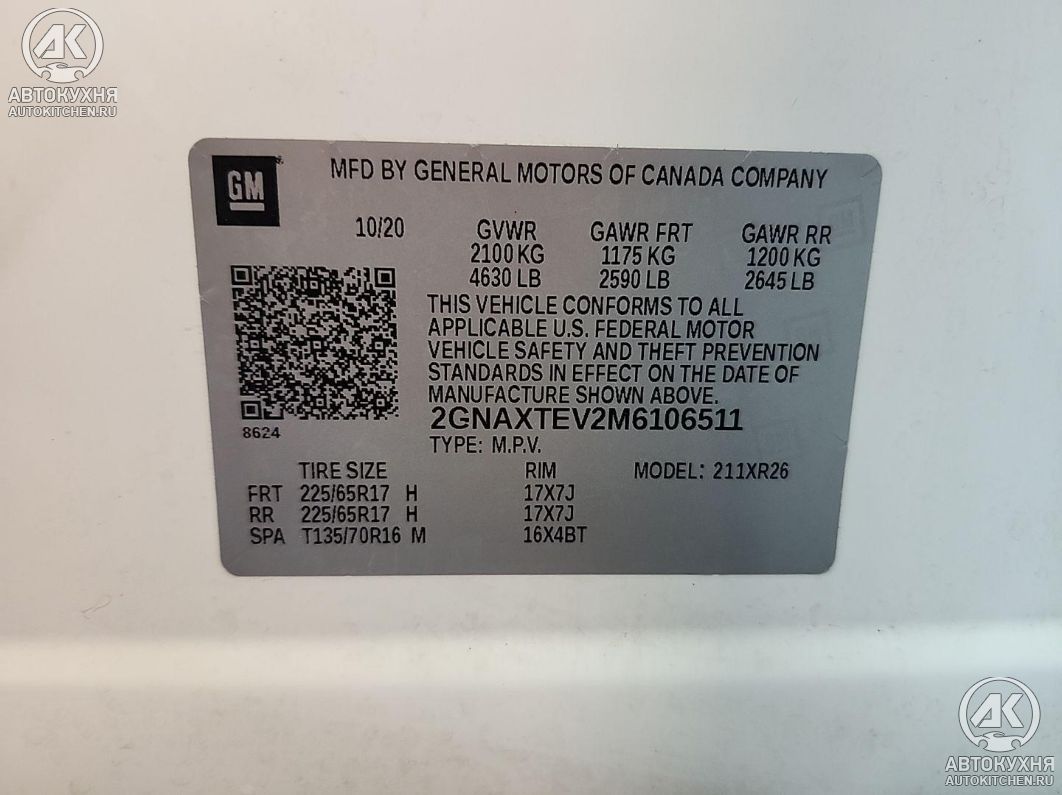 AK
АВТОКУХНЯ
AUTOKITCHEN.RU
GM
MFD BY GENERAL MOTORS OF CANADA COMPANY
10/20 GVWR GAWR FRT GAWR RR
2100 KG 1175 KG 1200 KG
4630 LB 2590 LB 2645 LB
THIS VEHICLE CONFORMS TO ALL
APPLICABLE U.S. FEDERAL MOTOR
VEHICLE SAFETY AND THEFT PREVENTION
STANDARDS IN EFFECT ON THE DATE OF
MANUFACTURE SHOWN ABOVE.
8624
2GNAXTEV2M6106511
TYPE: M.P.V.
TIRE SIZE RIM MODEL: 211XR26
FRT 225/65R17 H 17X7J
RR 225/65R17 H 17X7J
SPA T135/70R16 M 16X4BT
AK
АВТОКУХНЯ
AUTOKITCHEN.RU